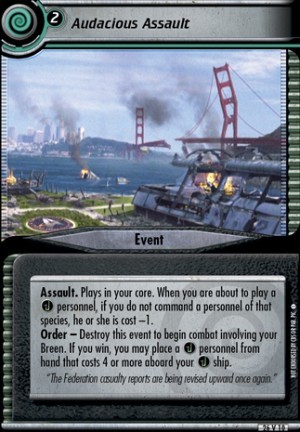 2 Audacious Assault
Event
Assault. Plays in your core. When you are about to play a
personnel, if you do not command a personnel of that
species, he or she is cost -1.
Order – Destroy this event to begin combat involving your
Breen. If you win, you may place a personnel from
hand that costs 4 or more aboard your ship.
"The Federation casualty reports are being revised upward once again."